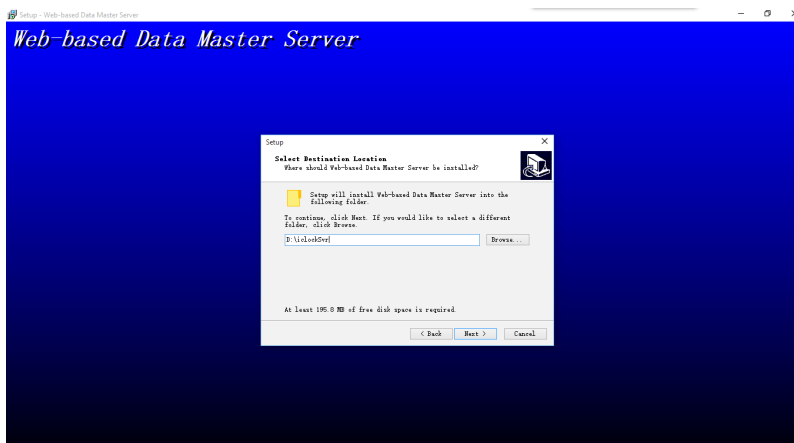 Setup - Web-based Data Master Server
Web-based Data Master Server
Setup
Select Destination Location
Where should Web-based Data Master Server be installed?
Setup will install Web-based Data Master Server into the
following folder.
To continue, click Next. If you would like to select a different
folder, click Browse.
D:\iclockSvr
Browse...
At least 195.8 MB of free disk space is required.
< Back
Next >
Cancel